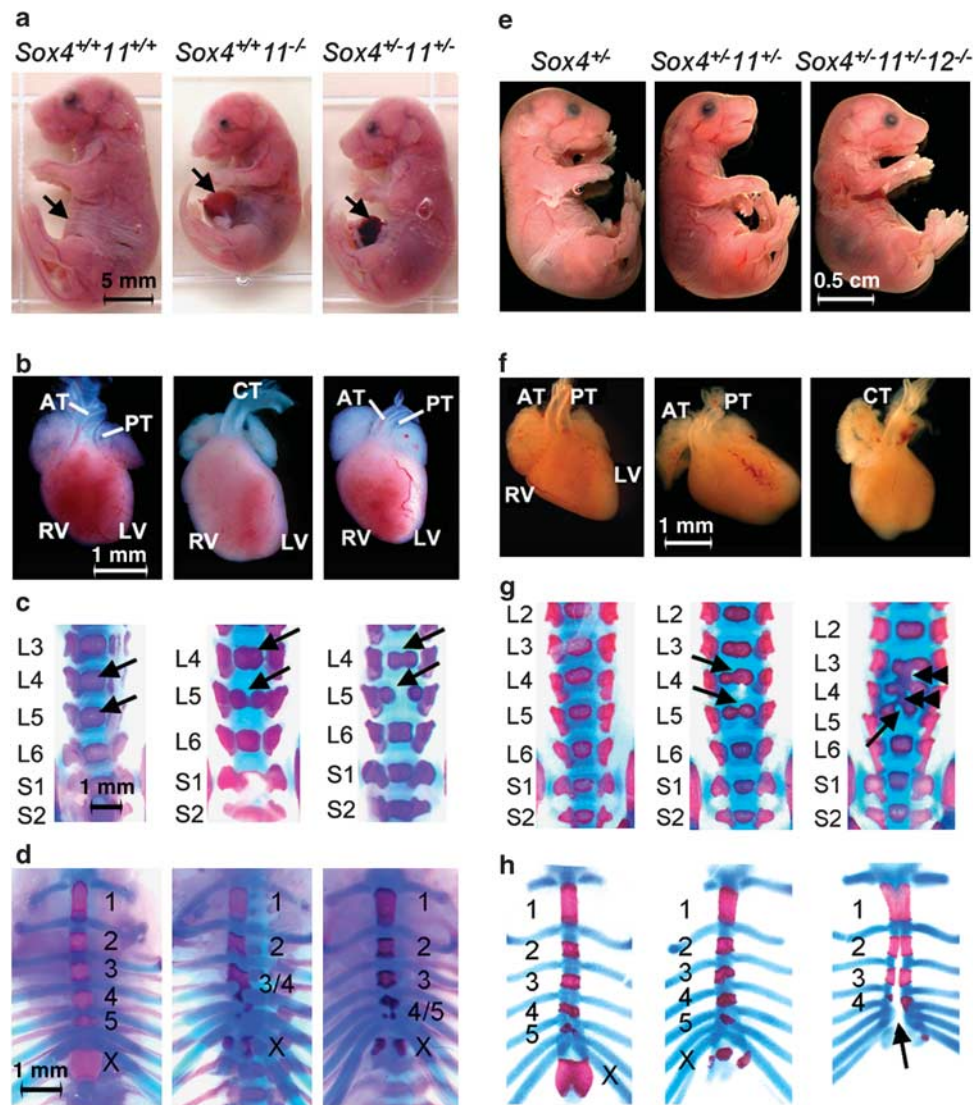 a
Sox4+/+11+/+ Sox4+/+11-/- Sox4+/-11+/-
5 mm
b
AT
PT
RV
LV
1 mm
CT
RV
LV
AT
PT
RV
LV
c
L3
L4
L5
L6
S1
S2
1 mm
L4
L5
L6
S1
S2
L4
L5
L6
S1
S2
d
1
2
3
4
5
X
1 mm
1
2
3/4
X
1
2
3
4/5
X
e
Sox4+/- Sox4+/-11+/- Sox4+/-11+/-12-/-
0.5 cm
f
AT PT
RV
LV
AT PT
1 mm
CT
g
L2
L3
L4
L5
L6
S1
S2
L2
L3
L4
L5
L6
S1
S2
L2
L3
L4
L5
L6
S1
S2
h
1
2
3
4
5
X
1
2
3
4
5
X
1
2
3
4